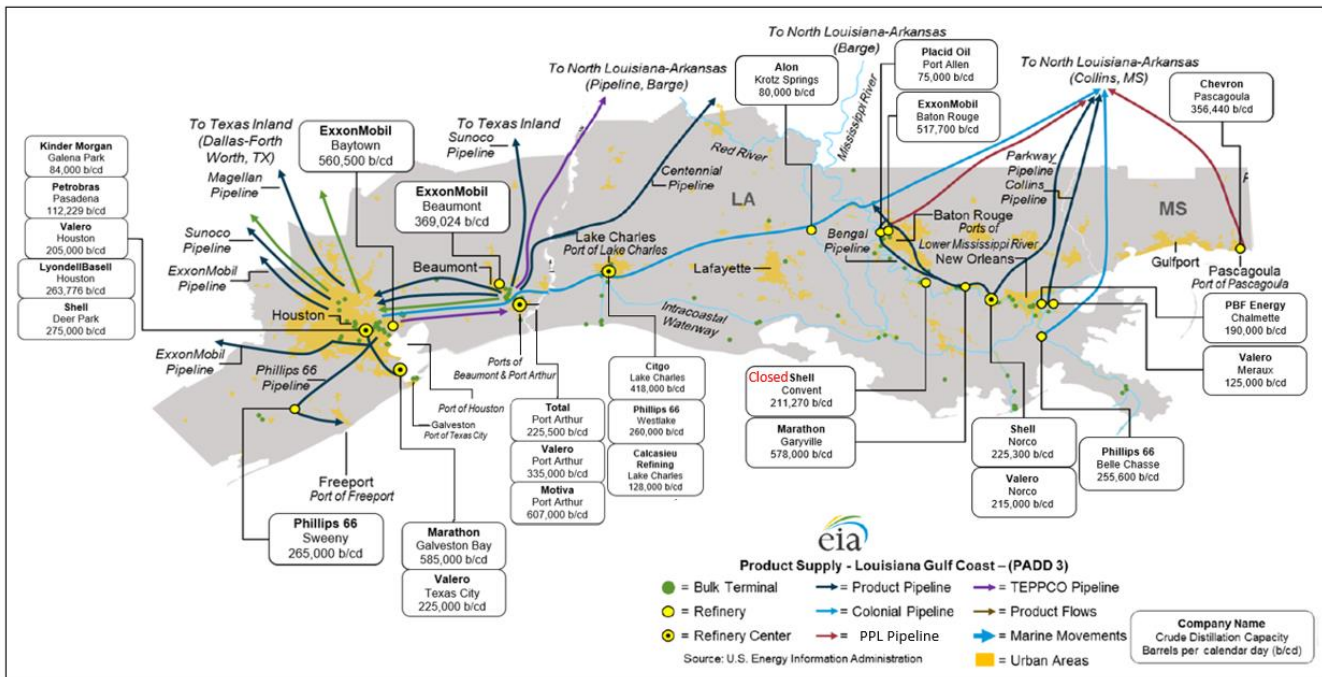 To North Louisiana-Arkansas
(Barge)
To North Louisiana-Arkansas
(Pipeline, Barge)
To North Louisiana-Arkansas
(Collins, MS)
Placid Oil
Port Allen
75,000 b/cd
Alon
Krotz Springs
80,000 b/cd
ExxonMobil
Baton Rouge
517,700 b/cd
Chevron
Pascagoula
356,440 b/cd
Mississippi River
Red River
To Texas Inland
(Dallas-Forth
Worth, TX)
Magellan
Pipeline
ExxonMobil
Baytown
560,500 b/cd
To Texas Inland
Sunoco
Pipeline
Centennial
Pipeline
Kinder Morgan
Galena Park
84,000 b/cd
Petrobras
Pasadena
112,229 b/cd
Valero
Houston
205,000 b/cd
LyondellBasell
Houston
263,776 b/cd
Shell
Deer Park
275,000 b/cd
Sunoco
Pipeline
ExxonMobil
Pipeline
ExxonMobil
Beaumont
369,024 b/cd
Beaumont
Houston
ExxonMobil
Pipeline
Phillips 66
Pipeline
LA
Lake Charles
Port of Lake Charles
Lafayette
Intracoastal
Waterway
Bengal
Pipeline
Baton Rouge
Ports of
Lower Mississippi River
New Orleans
Parkway
Pipeline
Collins
Pipeline
MS
Gulfport
Pascagoula
Port of Pascagoula
PBF Energy
Chalmette
190,000 b/cd
Valero
Meraux
125,000 b/cd
Ports of
Beaumont & Port Arthur
Port of Houston
Galveston
Port of Texas City
Freeport
Port of Freeport
Phillips 66
Sweeny
265,000 b/cd
Marathon
Galveston Bay
585,000 b/cd
Valero
Texas City
225,000 b/cd
Total
Port Arthur
225,500 b/cd
Valero
Port Arthur
335,000 b/cd
Motiva
Port Arthur
607,000 b/cd
Citgo
Lake Charles
418,000 b/cd
Phillips 66
Westlake
260,000 b/cd
Calcasieu
Refining
Lake Charles
128,000 b/cd
Closed Shell
Convent
211,270 b/cd
Marathon
Garyville
578,000 b/cd
Shell
Norco
225,300 b/cd
Valero
Norco
215,000 b/cd
Phillips 66
Belle Chasse
255,600 b/cd
eia
Product Supply - Louisiana Gulf Coast – (PADD 3)
= Bulk Terminal
= Product Pipeline
= TEPPCO Pipeline
= Refinery
= Colonial Pipeline
= Product Flows
= Refinery Center
= PPL Pipeline
= Marine Movements
Source: U.S. Energy Information Administration
= Urban Areas
Company Name
Crude Distillation Capacity
Barrels per calendar day (b/cd)